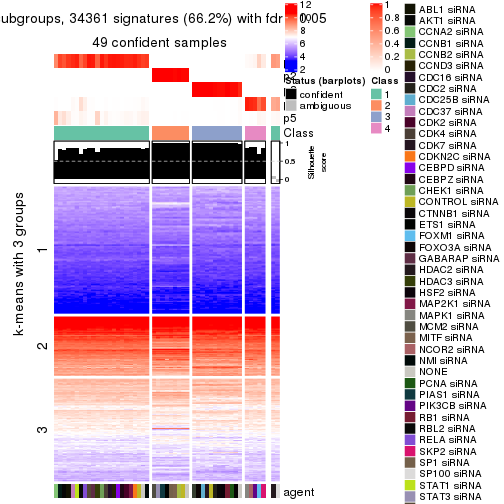 ubgroups, 34361 signatures (66.2%) with fdr 0.05
49 confident samples
p5
Class
1
0.5
0
Silhouette
score
k-means with 3 groups
1
2
3
agent
12
10
8
6
4
2
1
0.8
0.6
0.4
0.2
0
Status (barplots)
confident
ambiguous
Class
1
2
3
4
ABL1 siRNA
AKT1 siRNA
CCNA2 siRNA
CCNB1 siRNA
CCNB2 siRNA
CCND3 siRNA
CDC16 siRNA
CDC2 siRNA
CDC25B siRNA
CDC37 siRNA
CDK2 siRNA
CDK4 siRNA
CDK7 siRNA
CDKN2C siRNA
CEBPD siRNA
CEBPZ siRNA
CHEK1 siRNA
CONTROL siRNA
CTNNB1 siRNA
ETS1 siRNA
FOXM1 siRNA
FOXO3A siRNA
GABARAP siRNA
HDAC2 siRNA
HDAC3 siRNA
HSF2 siRNA
MAP2K1 siRNA
MAPK1 siRNA
MCM2 siRNA
MITF siRNA
NCOR2 siRNA
NMI siRNA
NONE
PCNA siRNA
PIAS1 siRNA
PIK3CB siRNA
RB1 siRNA
RBL2 siRNA
RELA siRNA
SKP2 siRNA
SP1 siRNA
SP100 siRNA
STAT1 siRNA
STAT3 siRNA